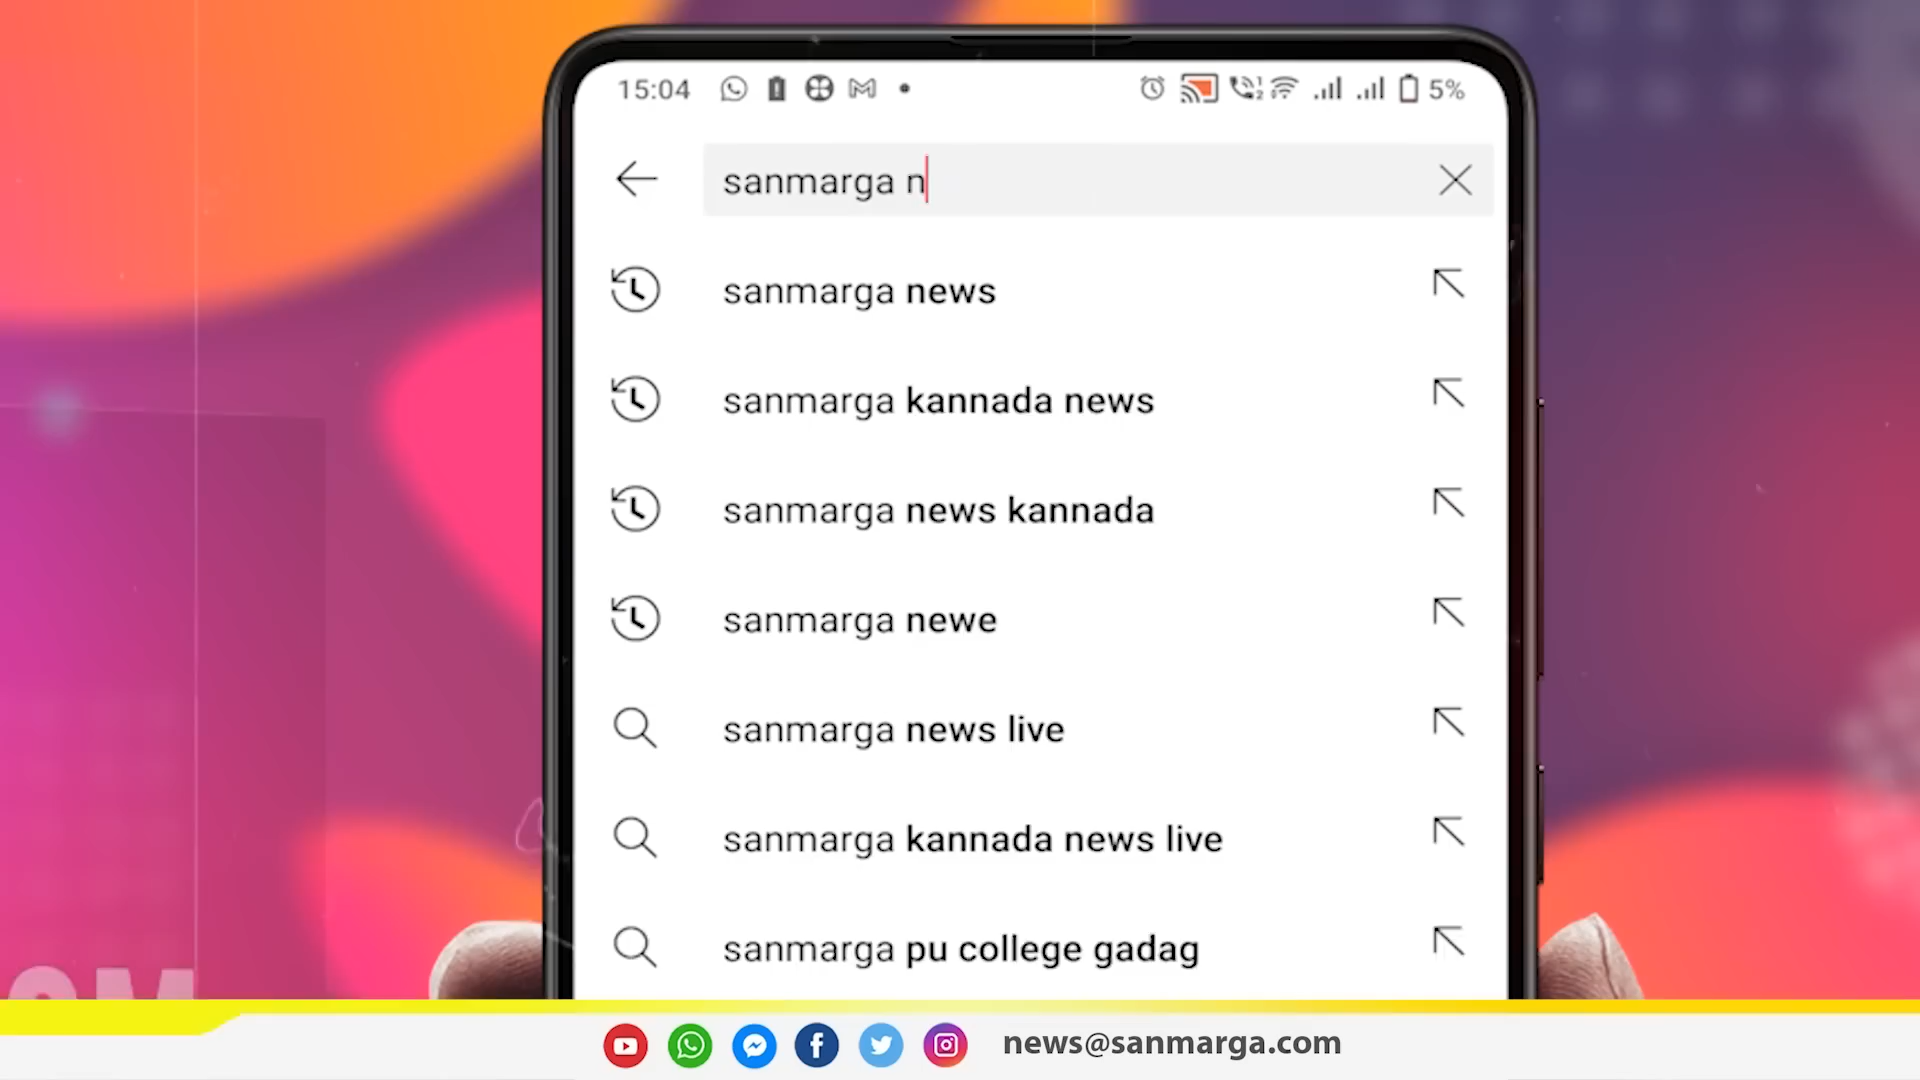 15:04
5%
sanmarga n
sanmarga news
sanmarga kannada news
sanmarga news kannada
sanmarga newe
sanmarga news live
sanmarga kannada news live
sanmarga pu college gadag
news@sanmarga.com